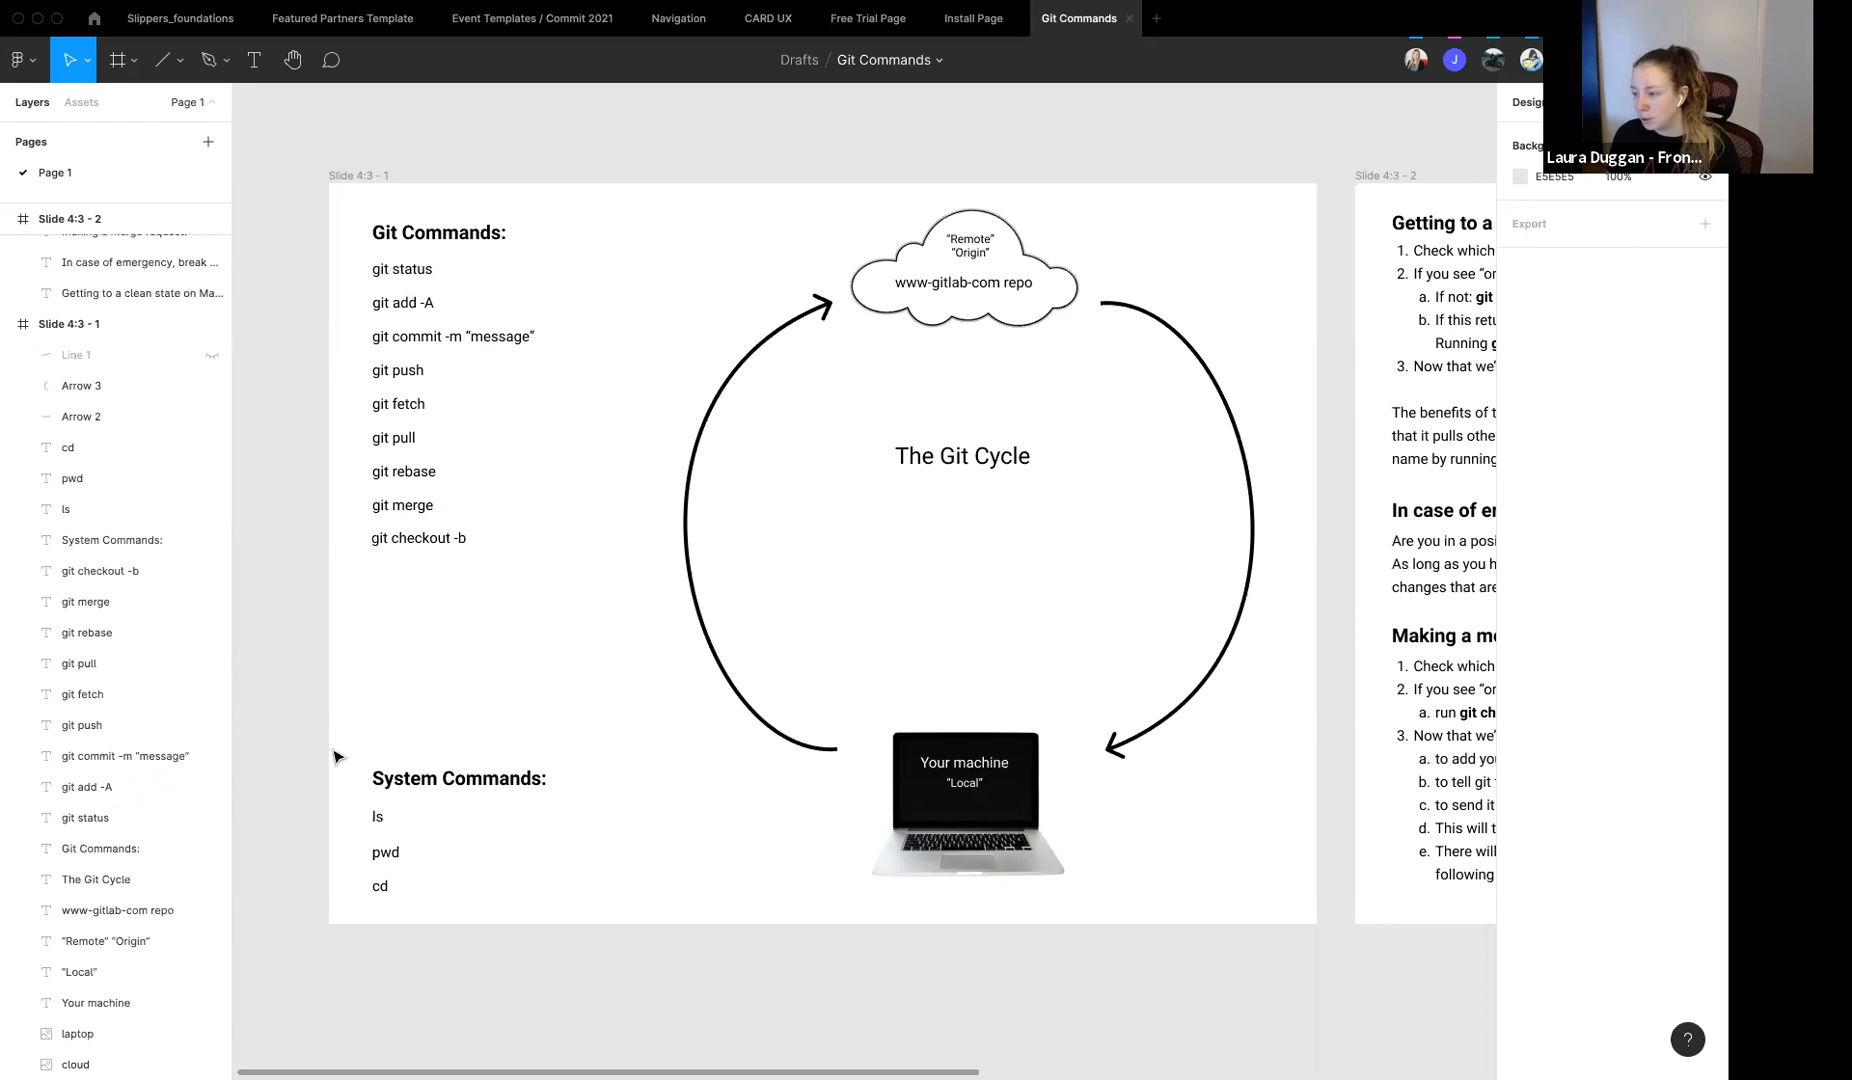 Slippers_foundations
Featured Partners Template
Event Templates / Commit 2021
Navigation
CARD UX
Free Trial Page
Install Page
Git Commands
Drafts / Git Commands
J
Layers
Assets
Page 1
Pages
Page 1
Slide 4:3 - 2
In case of emergency, break ...
Getting to a clean state on Ma...
Slide 4:3 - 1
Line 1
Arrow 3
Arrow 2
cd
pwd
ls
System Commands:
git checkout -b
git merge
git rebase
git pull
git fetch
git push
git commit -m “message”
git add -A
git status
Git Commands:
The Git Cycle
www-gitlab-com repo
“Remote” “Origin”
“Local”
Your machine
laptop
cloud
Slide 4:3 - 1
Git Commands:
git status
git add -A
git commit -m “message”
git push
git fetch
git pull
git rebase
git merge
git checkout -b
System Commands:
ls
pwd
cd
“Remote”
“Origin”
www-gitlab-com repo
The Git Cycle
Your machine
“Local”
Slide 4:3 - 2
Getting to a
1. Check which
2. If you see “or
a. If not: git
b. If this retu
Running g
3. Now that we’
The benefits of t
that it pulls othe
name by running
In case of er
Are you in a posi
As long as you h
changes that are
Making a me
1. Check which
2. If you see “or
a. run git ch
3. Now that we’
a. to add you
b. to tell git
c. to send it
d. This will t
e. There will
following
Desig
Backg
E5E5E5
100%
Export
Laura Duggan - Fron...
?